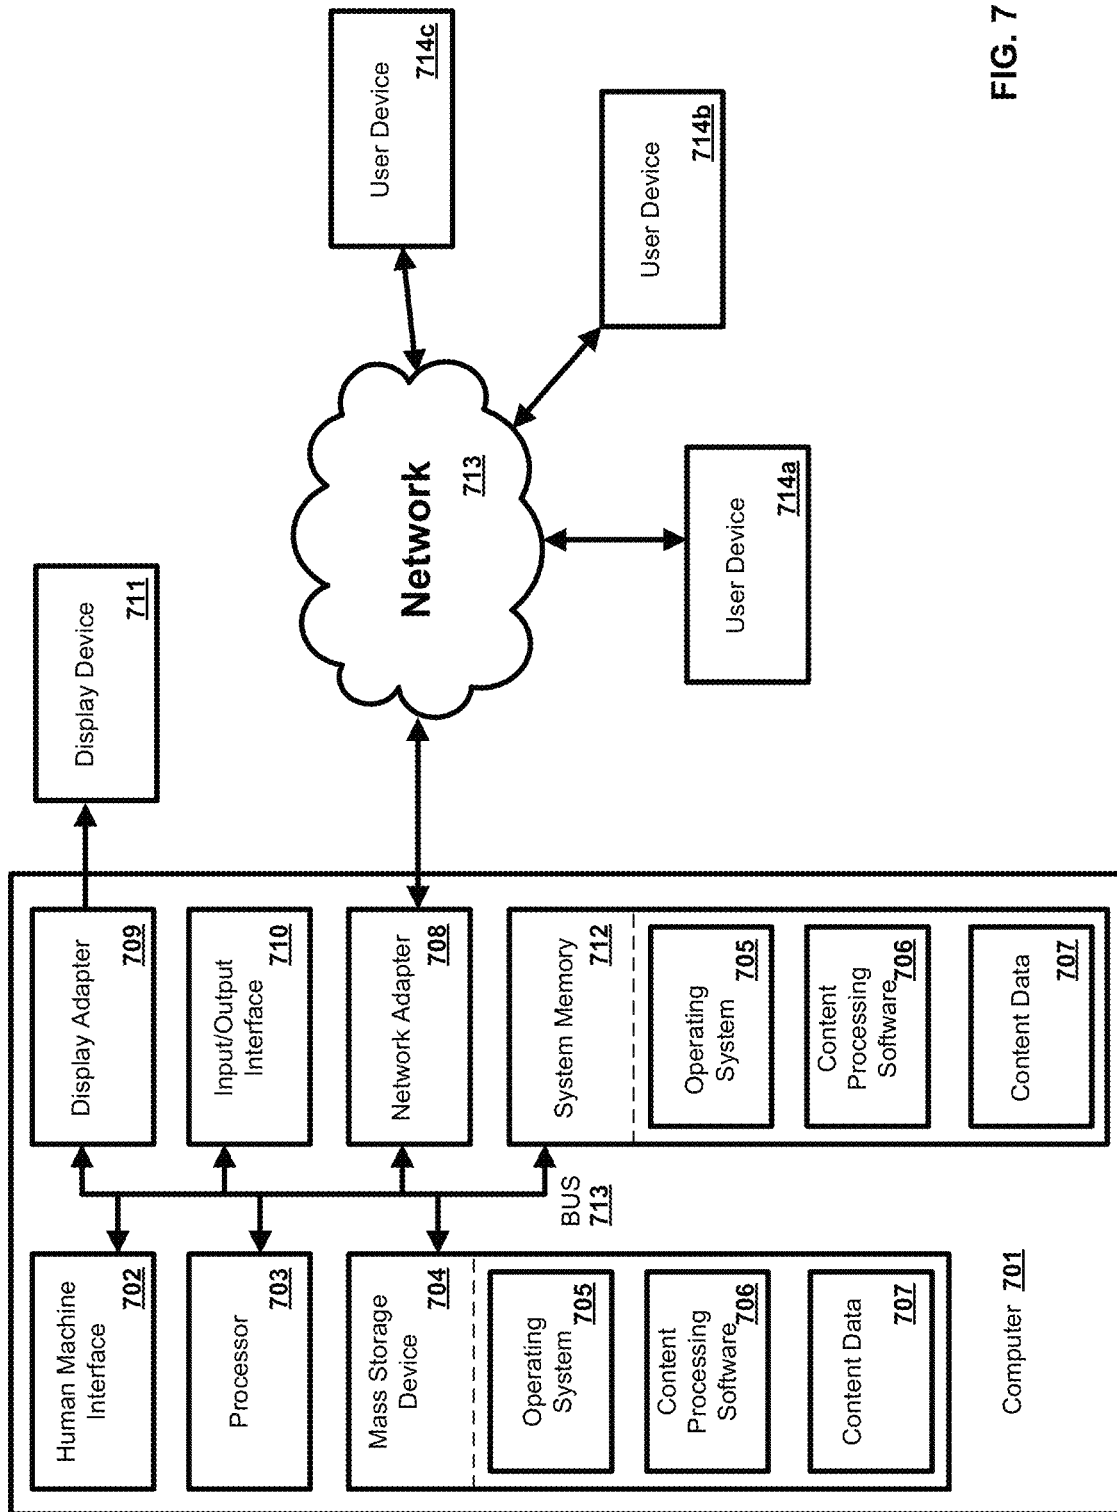 Human Machine
Interface
702
Processor
703
Mass Storage
Device
704
Operating
System
705
Content
Processing
Software
706
Content Data
707
Computer 701
BUS
713
Display Adapter
709
Input/Output
Interface
710
Network Adapter
708
System Memory
712
Operating
System
705
Content
Processing
Software
706
Content Data
707
Display Device
711
Network
713
User Device
714a
User Device
714b
User Device
714c
FIG. 7